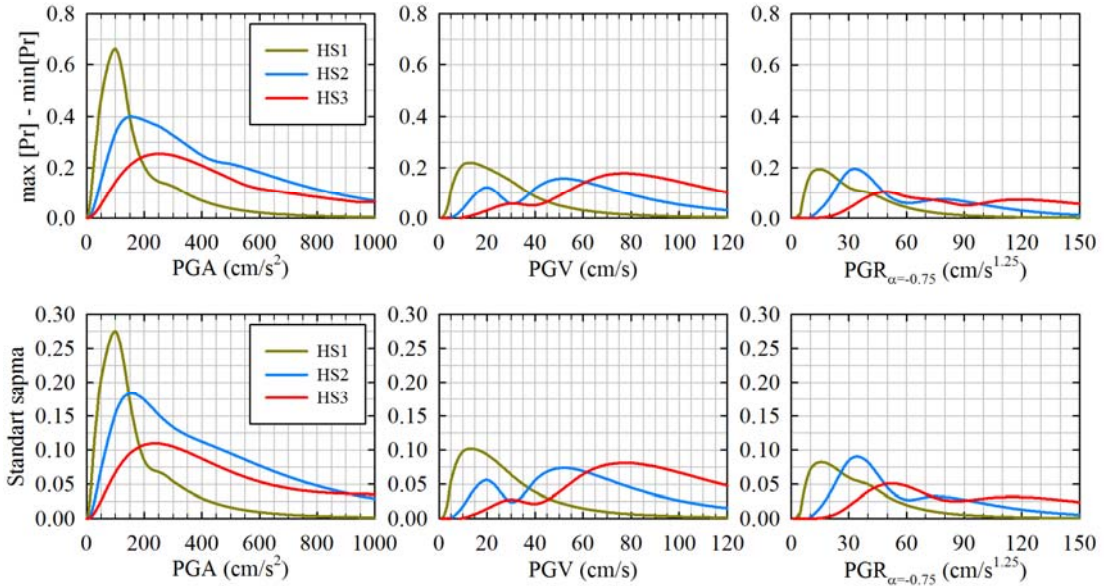 max [Pr] - min[Pr]
0.8
0.6
0.4
0.2
0.0
HS1
HS2
HS3
0 200 400 600 800 1000
PGA (cm/s²)
0.8
0.6
0.4
0.2
0.0
0 20 40 60 80 100 120
PGV (cm/s)
0.8
0.6
0.4
0.2
0.0
0 30 60 90 120 150
PGRα=-0.75 (cm/s1.25)
Standart sapma
0.30
0.25
0.20
0.15
0.10
0.05
0.00
HS1
HS2
HS3
0 200 400 600 800 1000
PGA (cm/s²)
0.30
0.25
0.20
0.15
0.10
0.05
0.00
0 20 40 60 80 100 120
PGV (cm/s)
0.30
0.25
0.20
0.15
0.10
0.05
0.00
0 30 60 90 120 150
PGRα=-0.75 (cm/s1.25)